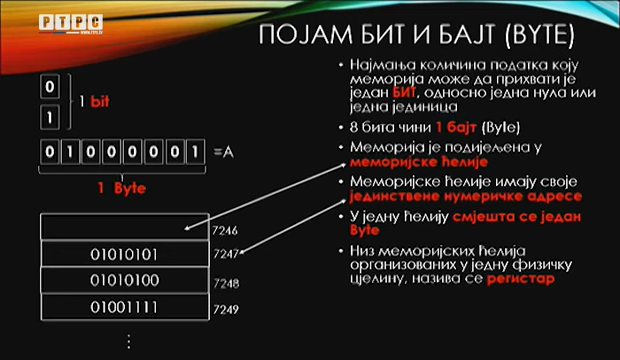 РТРС
www.rtrs.tv
ПОЈАМ БИТ И БАЈТ (BYTE)
0
1
1 bit
0 1 0 0 0 0 0 1 =A
1 Byte
7246
01010101 7247
01010100 7248
01001111 7249
⋮
• Најмања количина податка коју
меморија може да прихвати је
један БИТ, односно једна нула или
једна јединица
• 8 бита чини 1 бајт (Byte)
• Меморија је подијељена у
меморијске ћелије
• Меморијске ћелије имају своје
јединствене нумеричке адресе
• У једну ћелију смјешта се један
Byte
• Низ меморијских ћелија
организованих у једну физичку
цјелину, назива се регистар